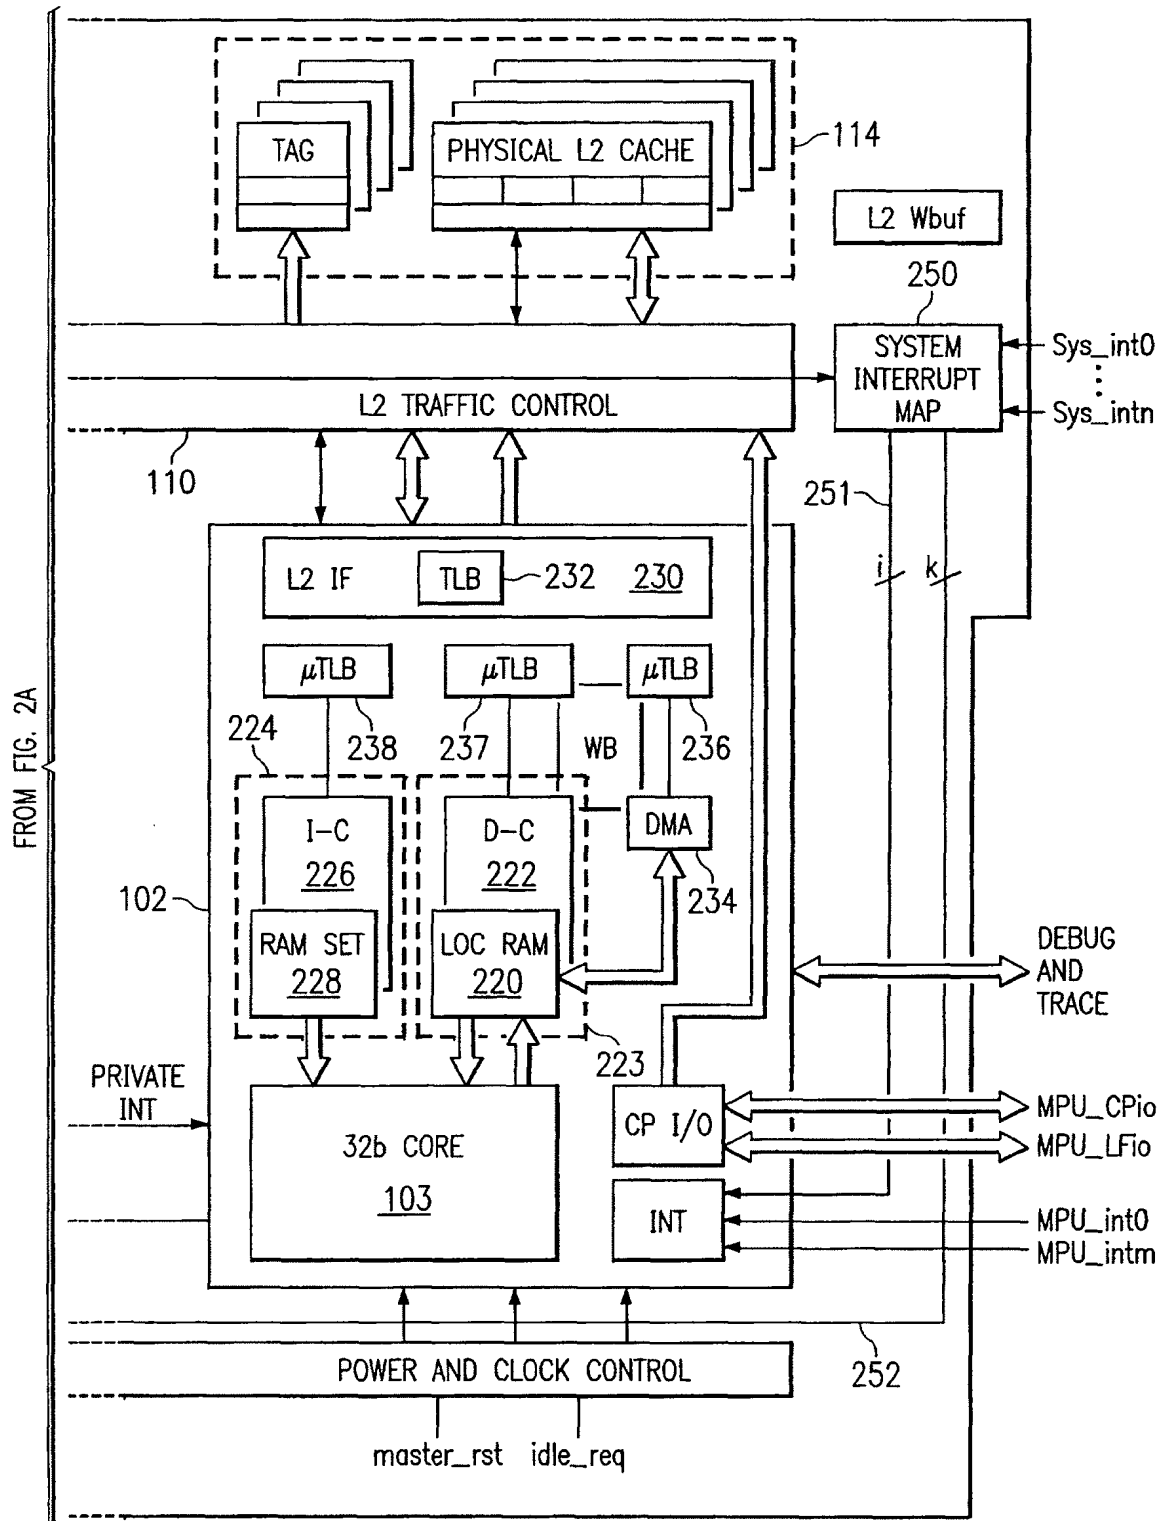 TAG
PHYSICAL L2 CACHE
114
L2 Wbuf
250
SYSTEM
INTERRUPT
MAP
Sys_int0
Sys_intn
L2 TRAFFIC CONTROL
110
251
i
k
L2 IF
TLB
232
230
µTLB
µTLB
µTLB
238
237
236
224
WB
FROM FIG. 2A
I-C
226
D-C
222
DMA
234
102
RAM SET
228
LOC RAM
220
DEBUG
AND
TRACE
223
PRIVATE
INT
32b CORE
103
CP I/O
MPU_CPio
MPU_LFio
INT
MPU_int0
MPU_intm
POWER AND CLOCK CONTROL
252
master_rst
idle_req